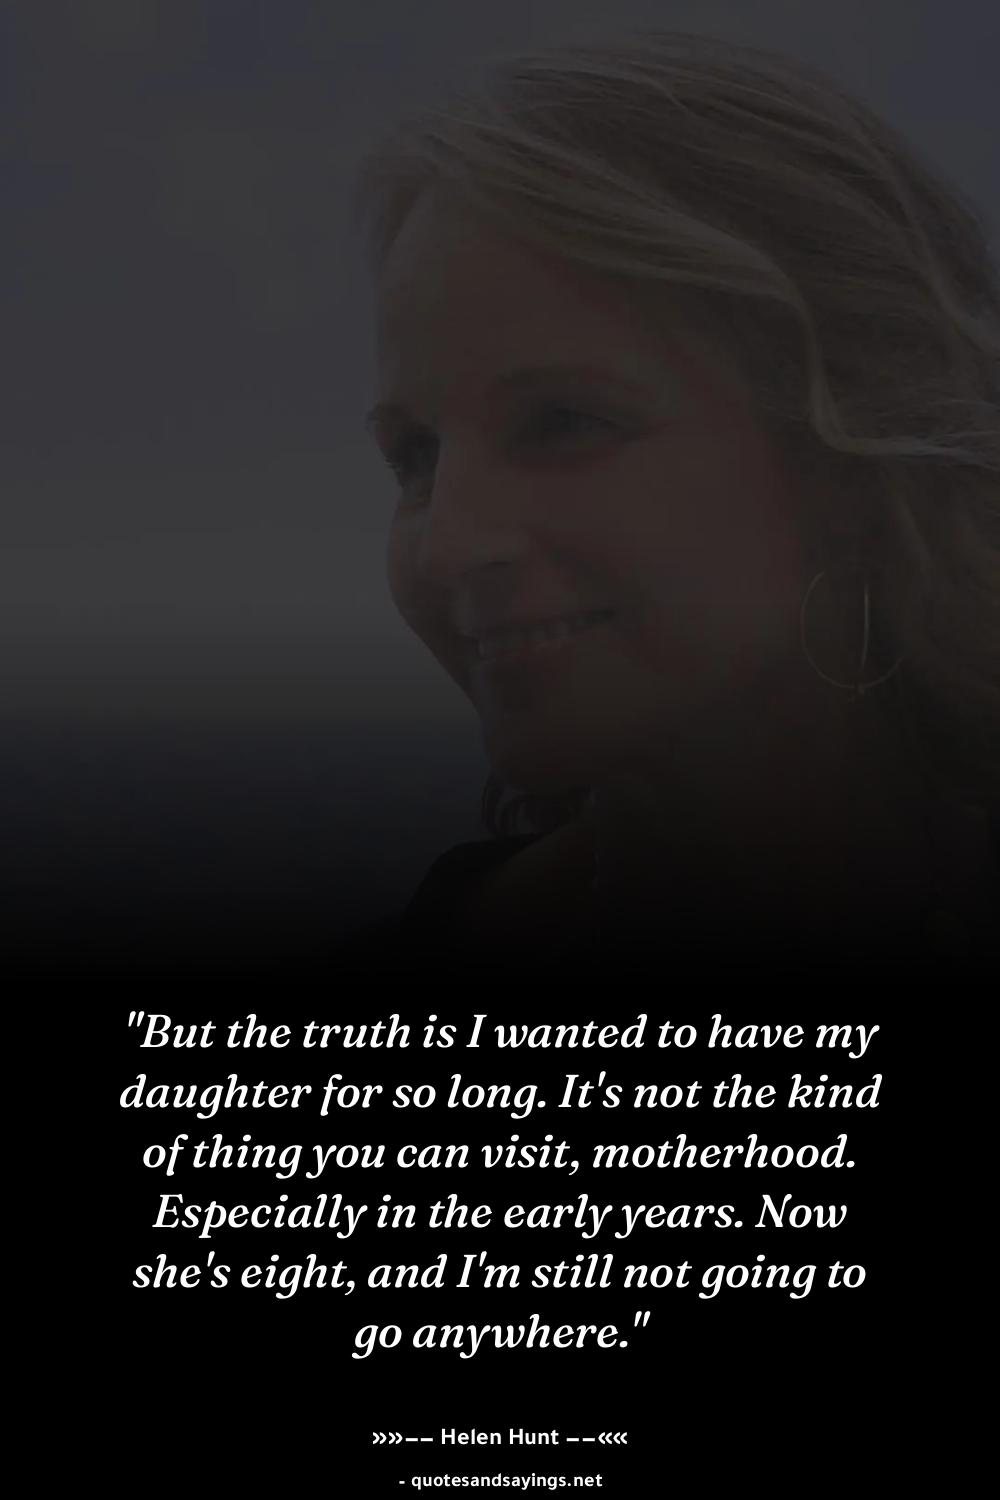 "But the truth is I wanted to have my
daughter for so long. It's not the kind
of thing you can visit, motherhood.
Especially in the early years. Now
she's eight, and I'm still not going to
go anywhere."
»»−− Helen Hunt −−««
- quotesandsayings.net